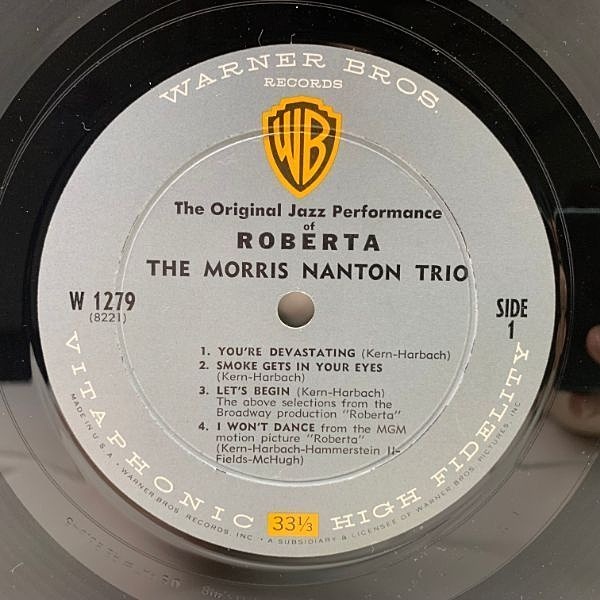 WARNER BROS.
RECORDS
WB
The Original Jazz Performance
of
ROBERTA
THE MORRIS NANTON TRIO
W 1279
(8221)
SIDE
1
1. YOU'RE DEVASTATING (Kern-Harbach)
2. SMOKE GETS IN YOUR EYES
(Kern-Harbach)
3. LET'S BEGIN (Kern-Harbach)
The above selections from the
Broadway production "Roberta"
4. I WON'T DANCE from the MGM
motion picture "Roberta"
(Kern-Harbach-Hammerstein II-
Fields-McHugh)
VITAPHONIC HIGH FIDELITY
33⅓
MADE IN U.S.A. • WARNER BROS. RECORDS, INC. • A SUBSIDIARY & LICENSEE OF WARNER BROS. PICTURES, INC.